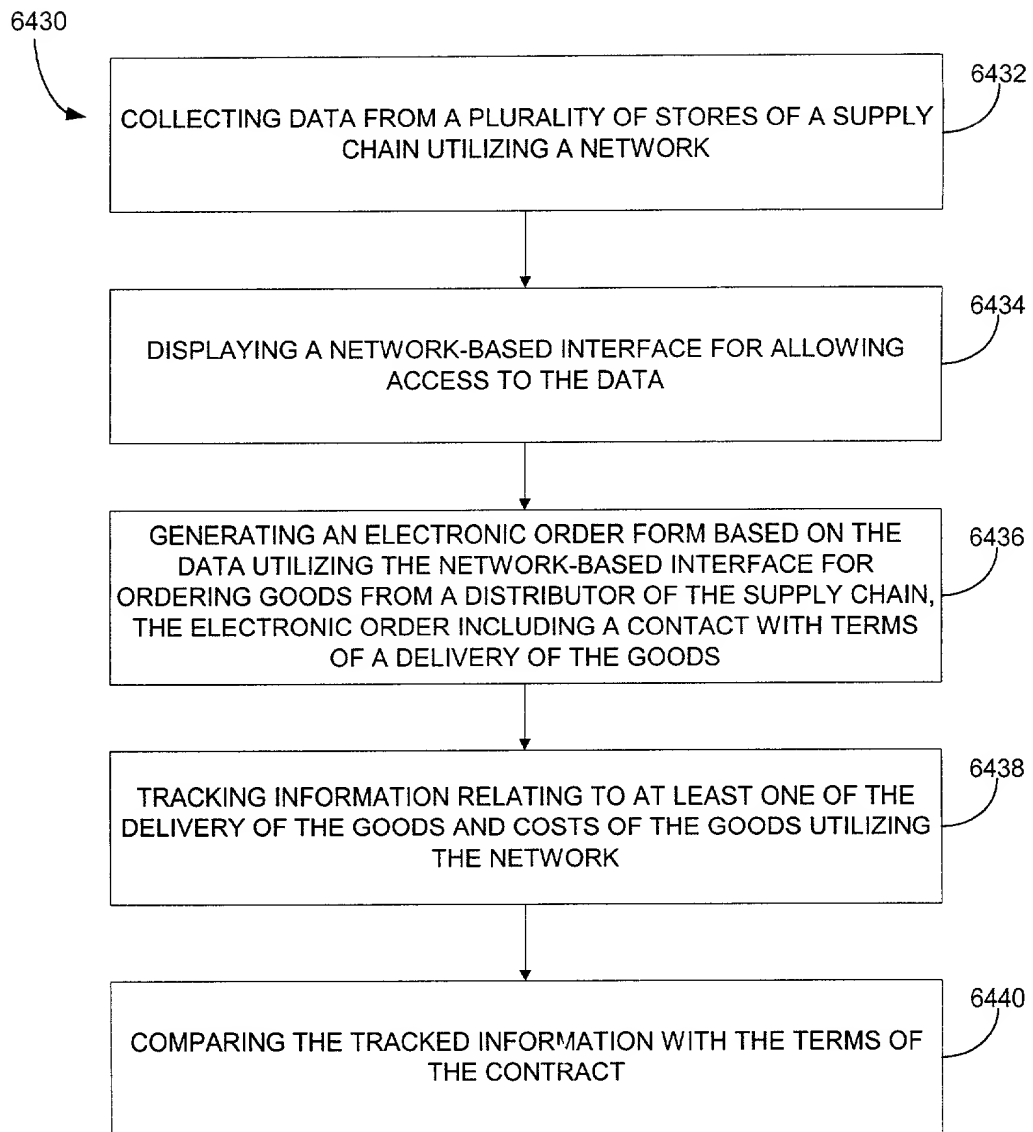 6430
6432
COLLECTING DATA FROM A PLURALITY OF STORES OF A SUPPLY
CHAIN UTILIZING A NETWORK
6434
DISPLAYING A NETWORK-BASED INTERFACE FOR ALLOWING
ACCESS TO THE DATA
6436
GENERATING AN ELECTRONIC ORDER FORM BASED ON THE
DATA UTILIZING THE NETWORK-BASED INTERFACE FOR
ORDERING GOODS FROM A DISTRIBUTOR OF THE SUPPLY CHAIN,
THE ELECTRONIC ORDER INCLUDING A CONTACT WITH TERMS
OF A DELIVERY OF THE GOODS
6438
TRACKING INFORMATION RELATING TO AT LEAST ONE OF THE
DELIVERY OF THE GOODS AND COSTS OF THE GOODS UTILIZING
THE NETWORK
6440
COMPARING THE TRACKED INFORMATION WITH THE TERMS OF
THE CONTRACT